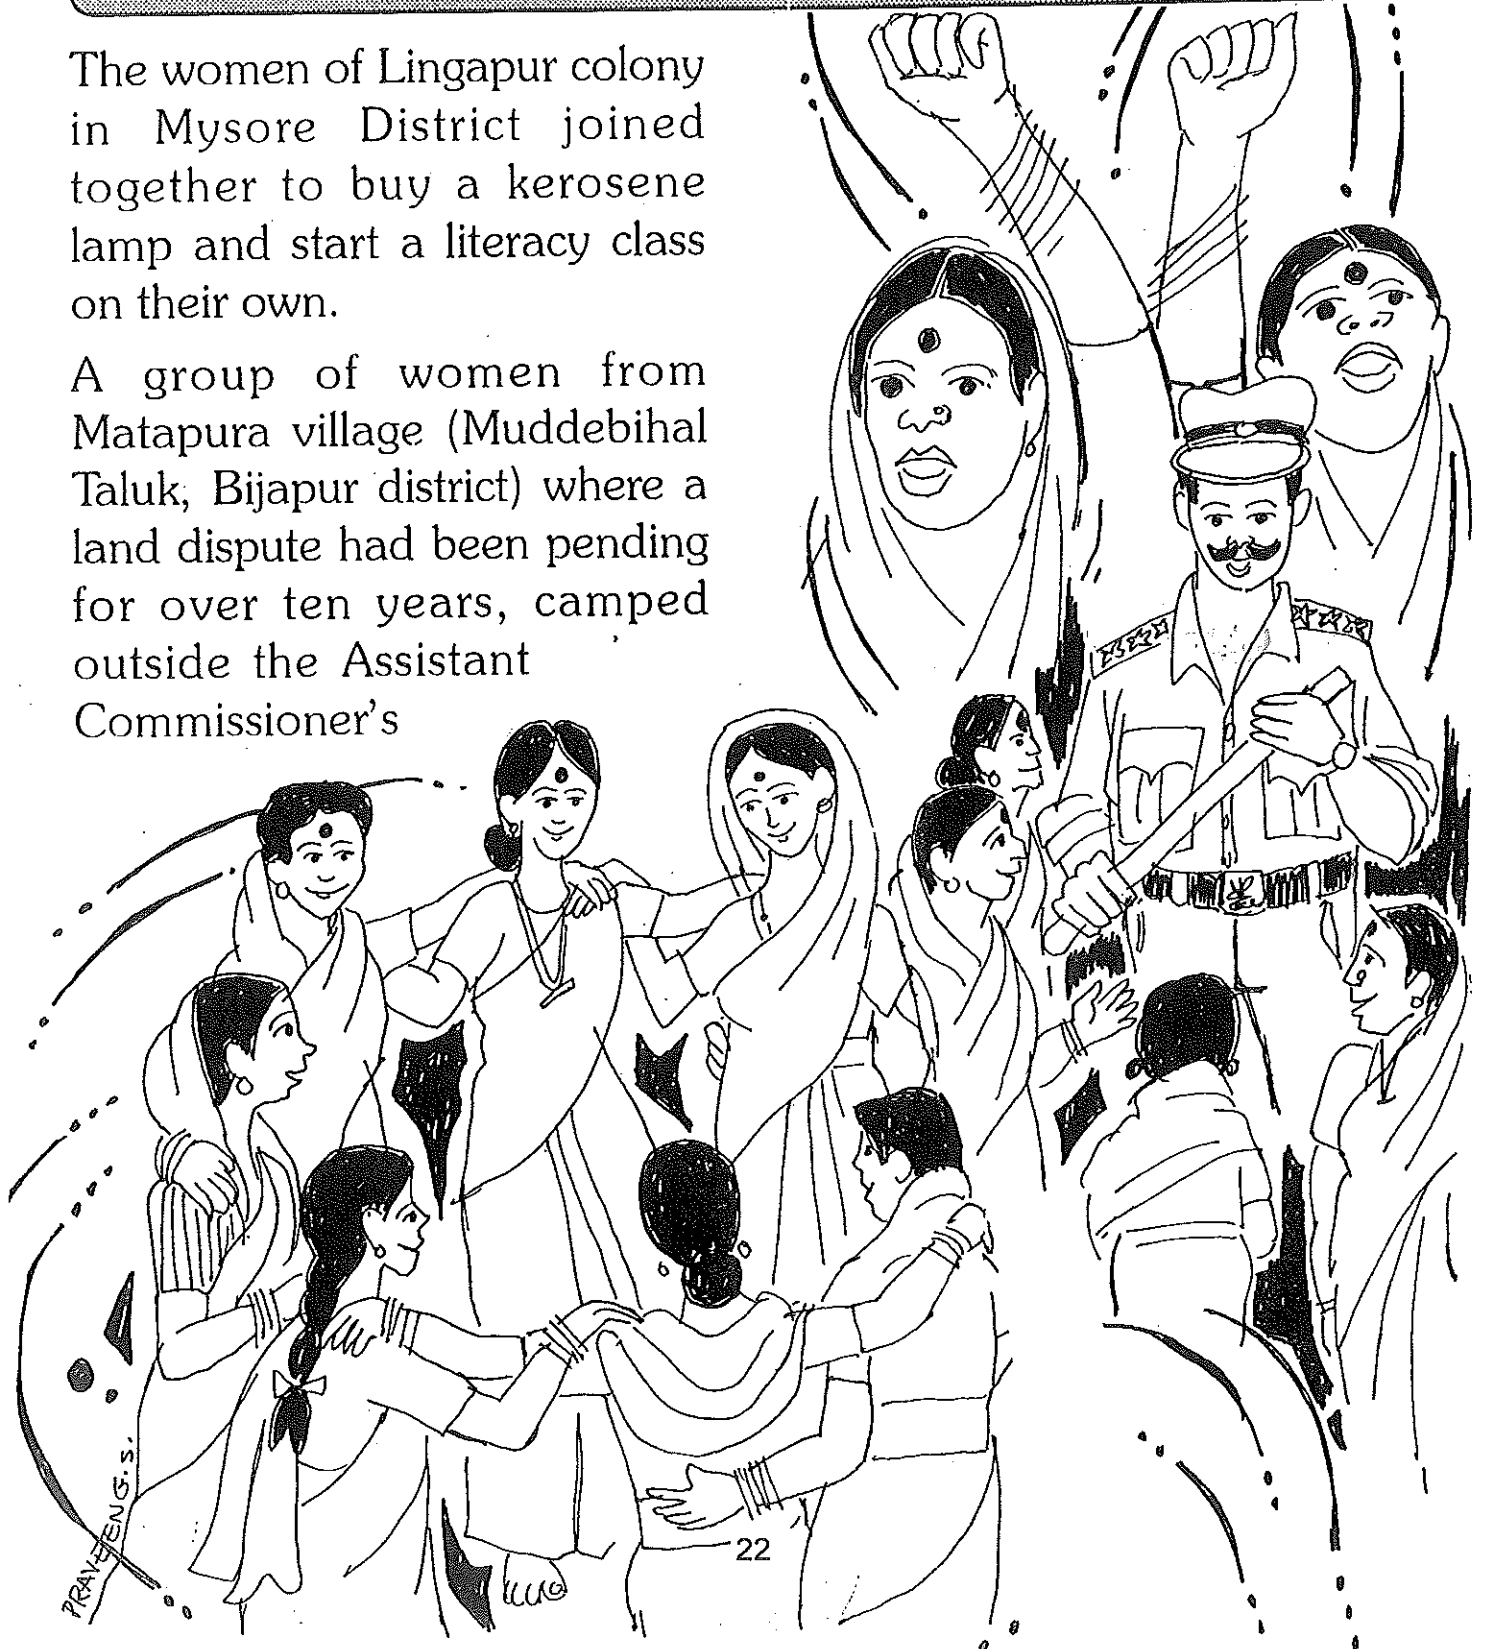 The women of Lingapur colony
in Mysore District joined
together to buy a kerosene
lamp and start a literacy class
on their own.
A group of women from
Matapura village (Muddebihal
Taluk, Bijapur district) where a
land dispute had been pending
for over ten years, camped
outside the Assistant
Commissioner's
22
PRAVEENG.S.